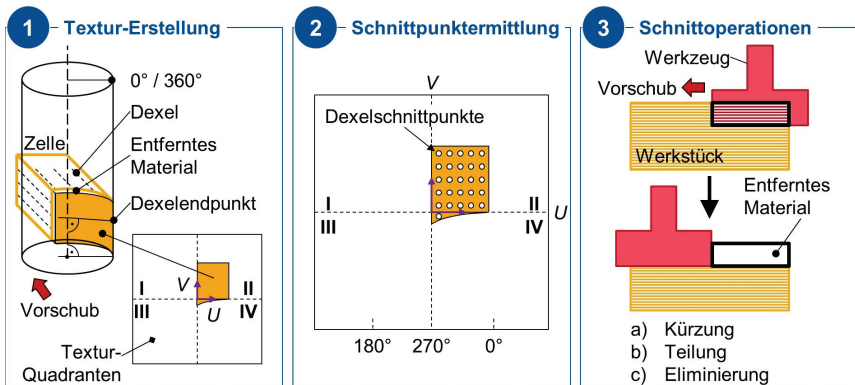 1 Textur-Erstellung
0° / 360°
Dexel
Zelle
Entferntes
Material
Dexelendpunkt
Vorschub
I
II
III
IV
V
U
Textur-
Quadranten
2 Schnittpunktermittlung
V
Dexelschnittpunkte
I
II
U
III
IV
180° 270° 0°
3 Schnittoperationen
Werkzeug
Vorschub
Werkstück
Entferntes
Material
a) Kürzung
b) Teilung
c) Eliminierung